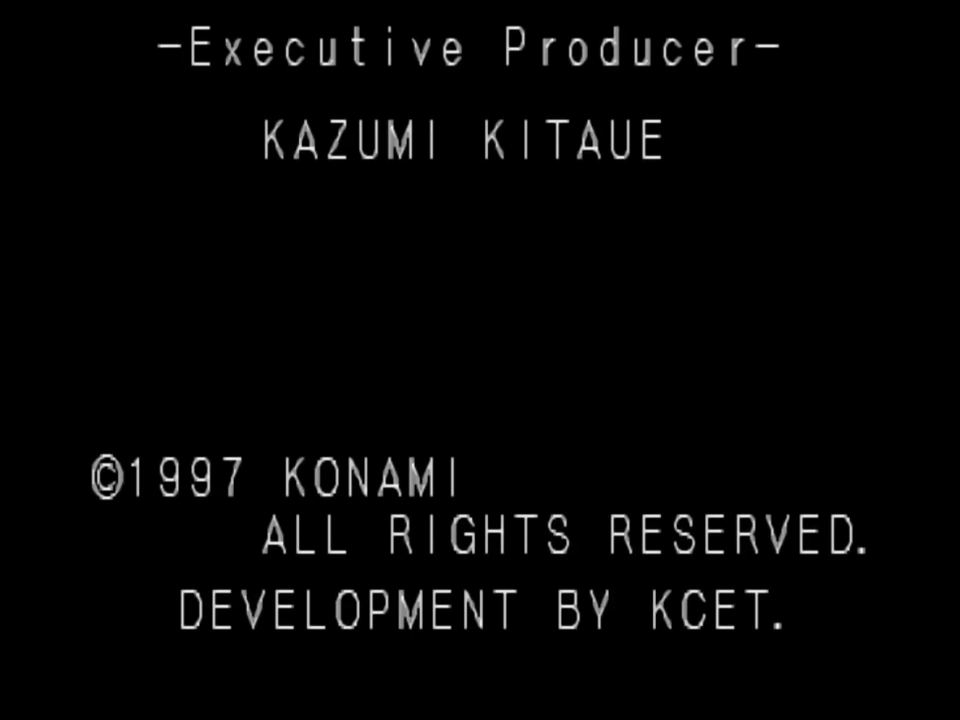 -Executive Producer-
KAZUMI KITAUE
©1997 KONAMI
ALL RIGHTS RESERVED.
DEVELOPMENT BY KCET.